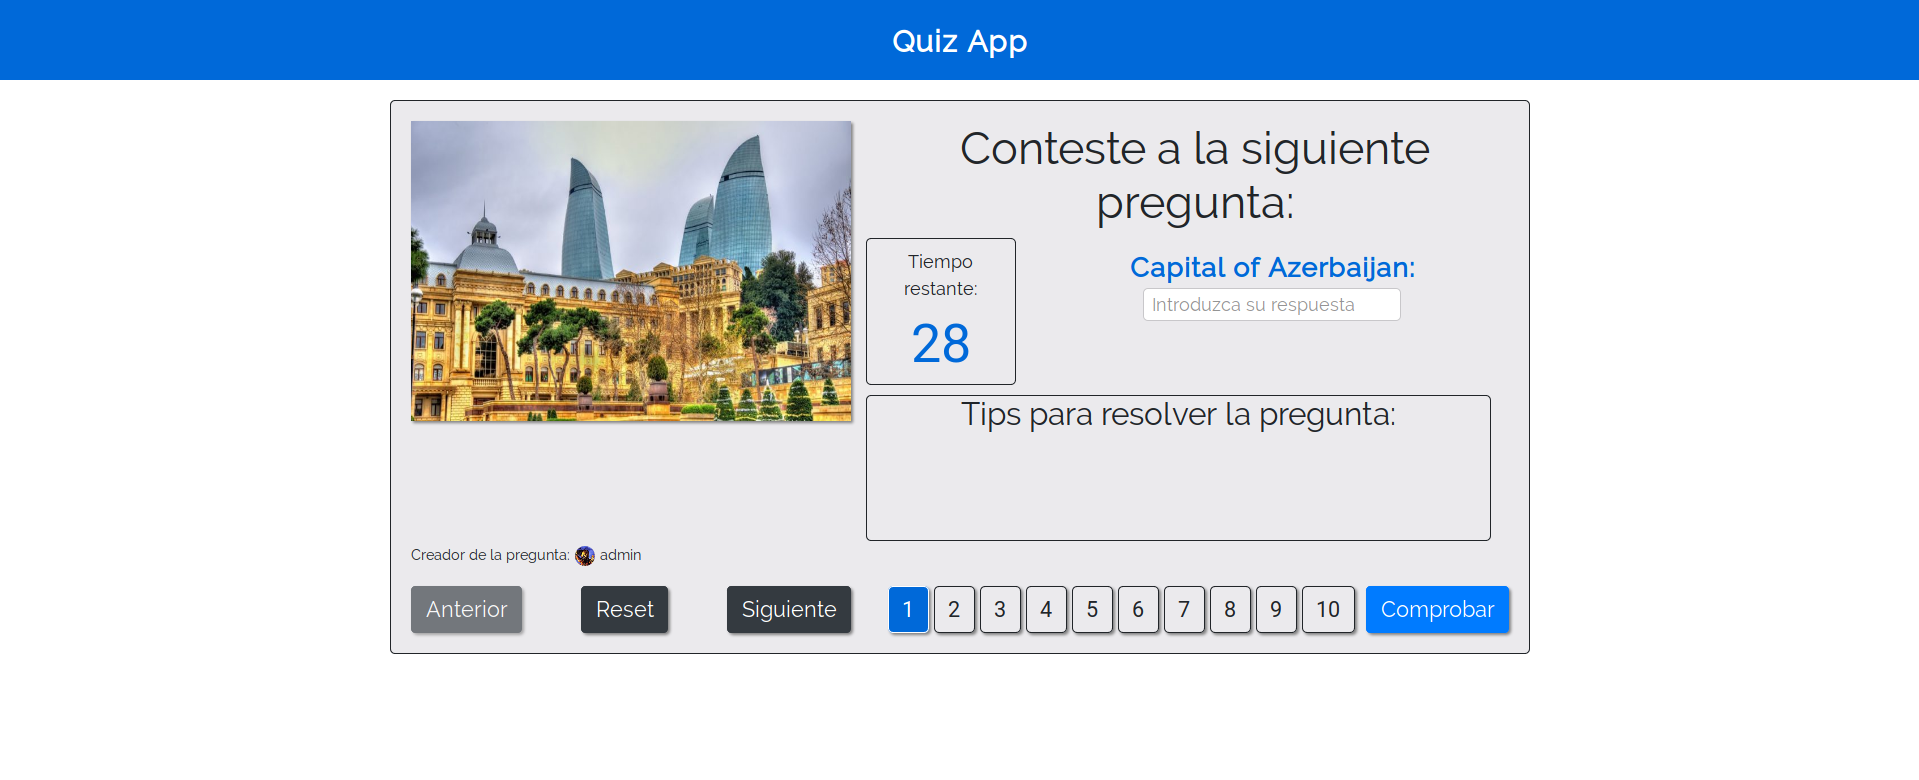 Quiz App
Conteste a la siguiente
pregunta:
Tiempo
restante:
28
Capital of Azerbaijan:
Introduzca su respuesta
Tips para resolver la pregunta:
Creador de la pregunta: admin
Anterior
Reset
Siguiente
1 2 3 4 5 6 7 8 9 10
Comprobar